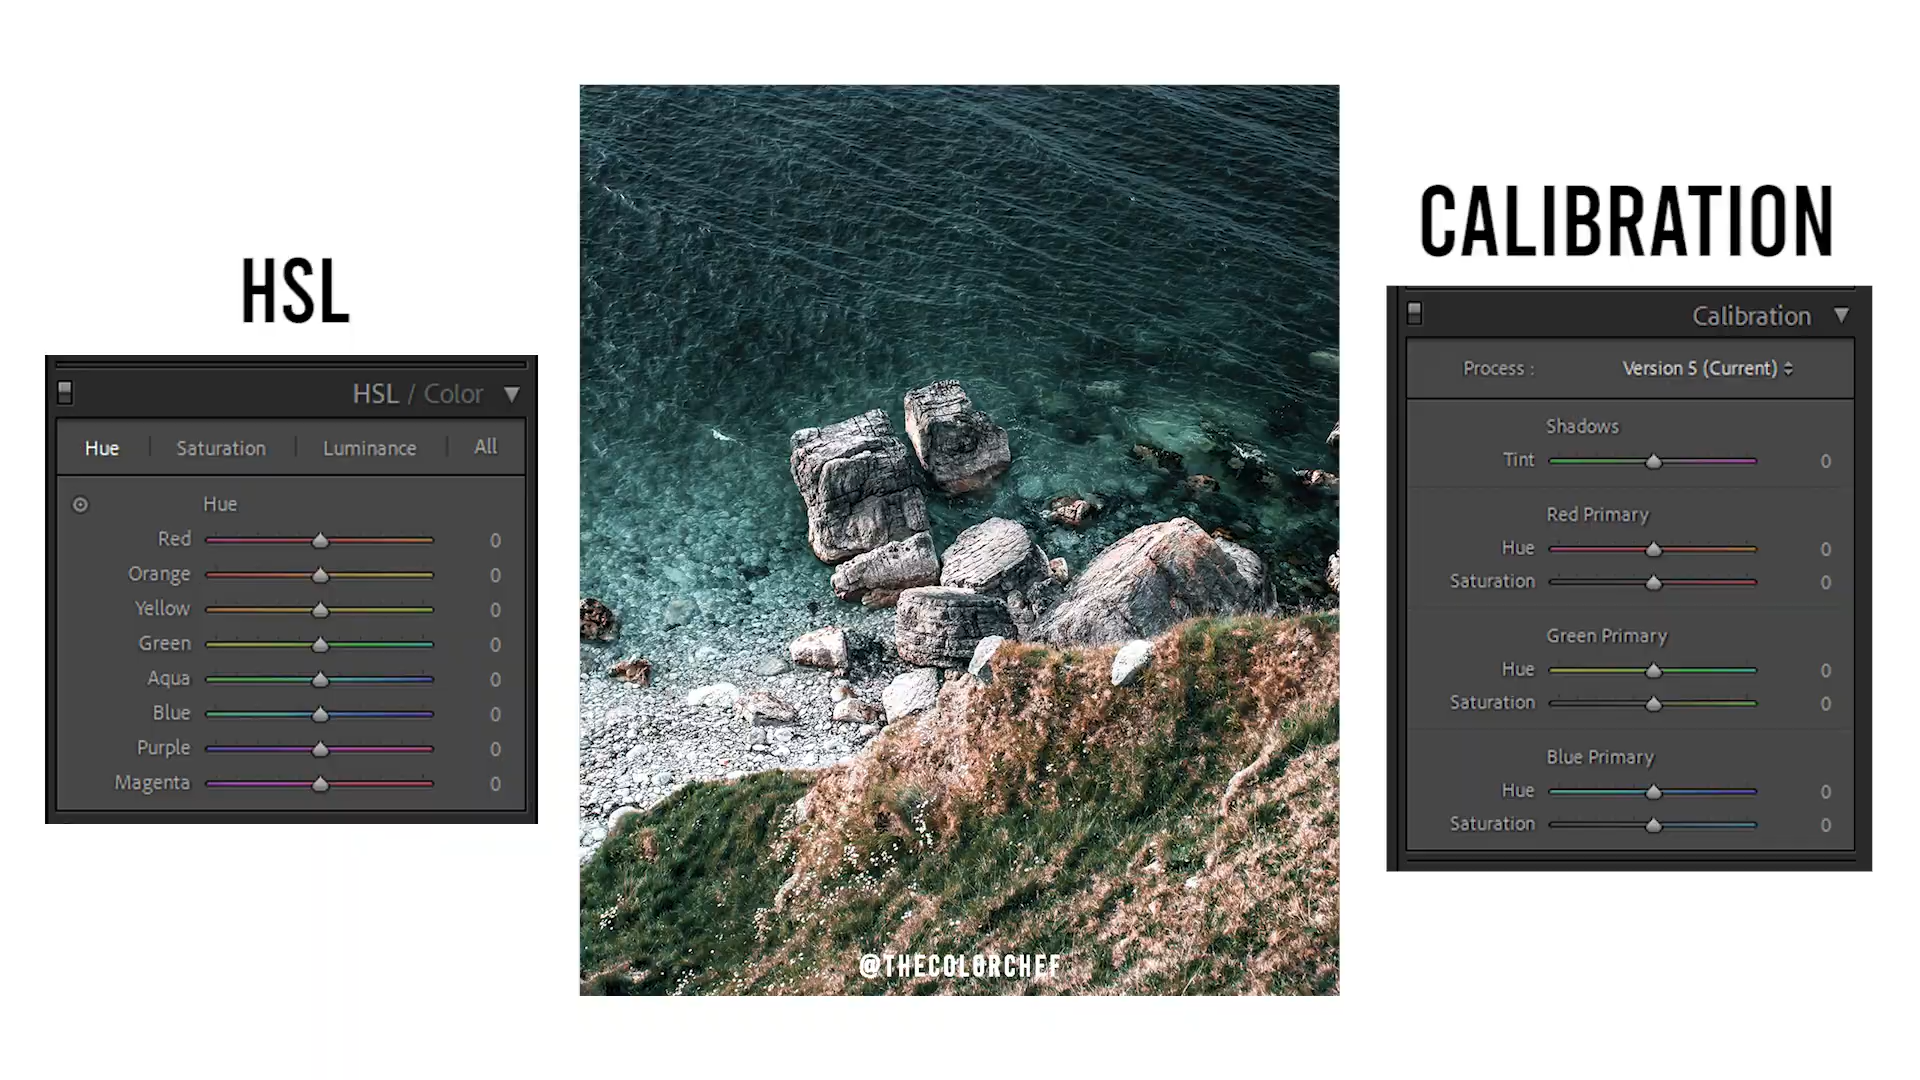 HSL
HSL / Color
Hue
Saturation
Luminance
All
Hue
Red 0
Orange 0
Yellow 0
Green 0
Aqua 0
Blue 0
Purple 0
Magenta 0
@THECOLORCHEF
CALIBRATION
Calibration
Process : Version 5 (Current)
Shadows
Tint 0
Red Primary
Hue 0
Saturation 0
Green Primary
Hue 0
Saturation 0
Blue Primary
Hue 0
Saturation 0